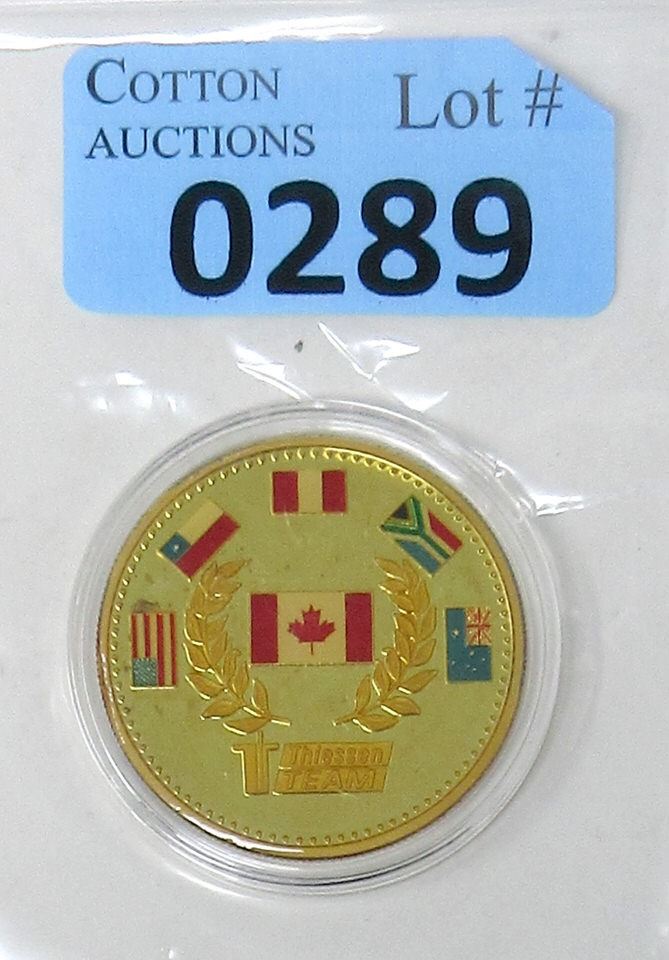 COTTON
AUCTIONS
Lot #
0289
Thiessen
TEAM